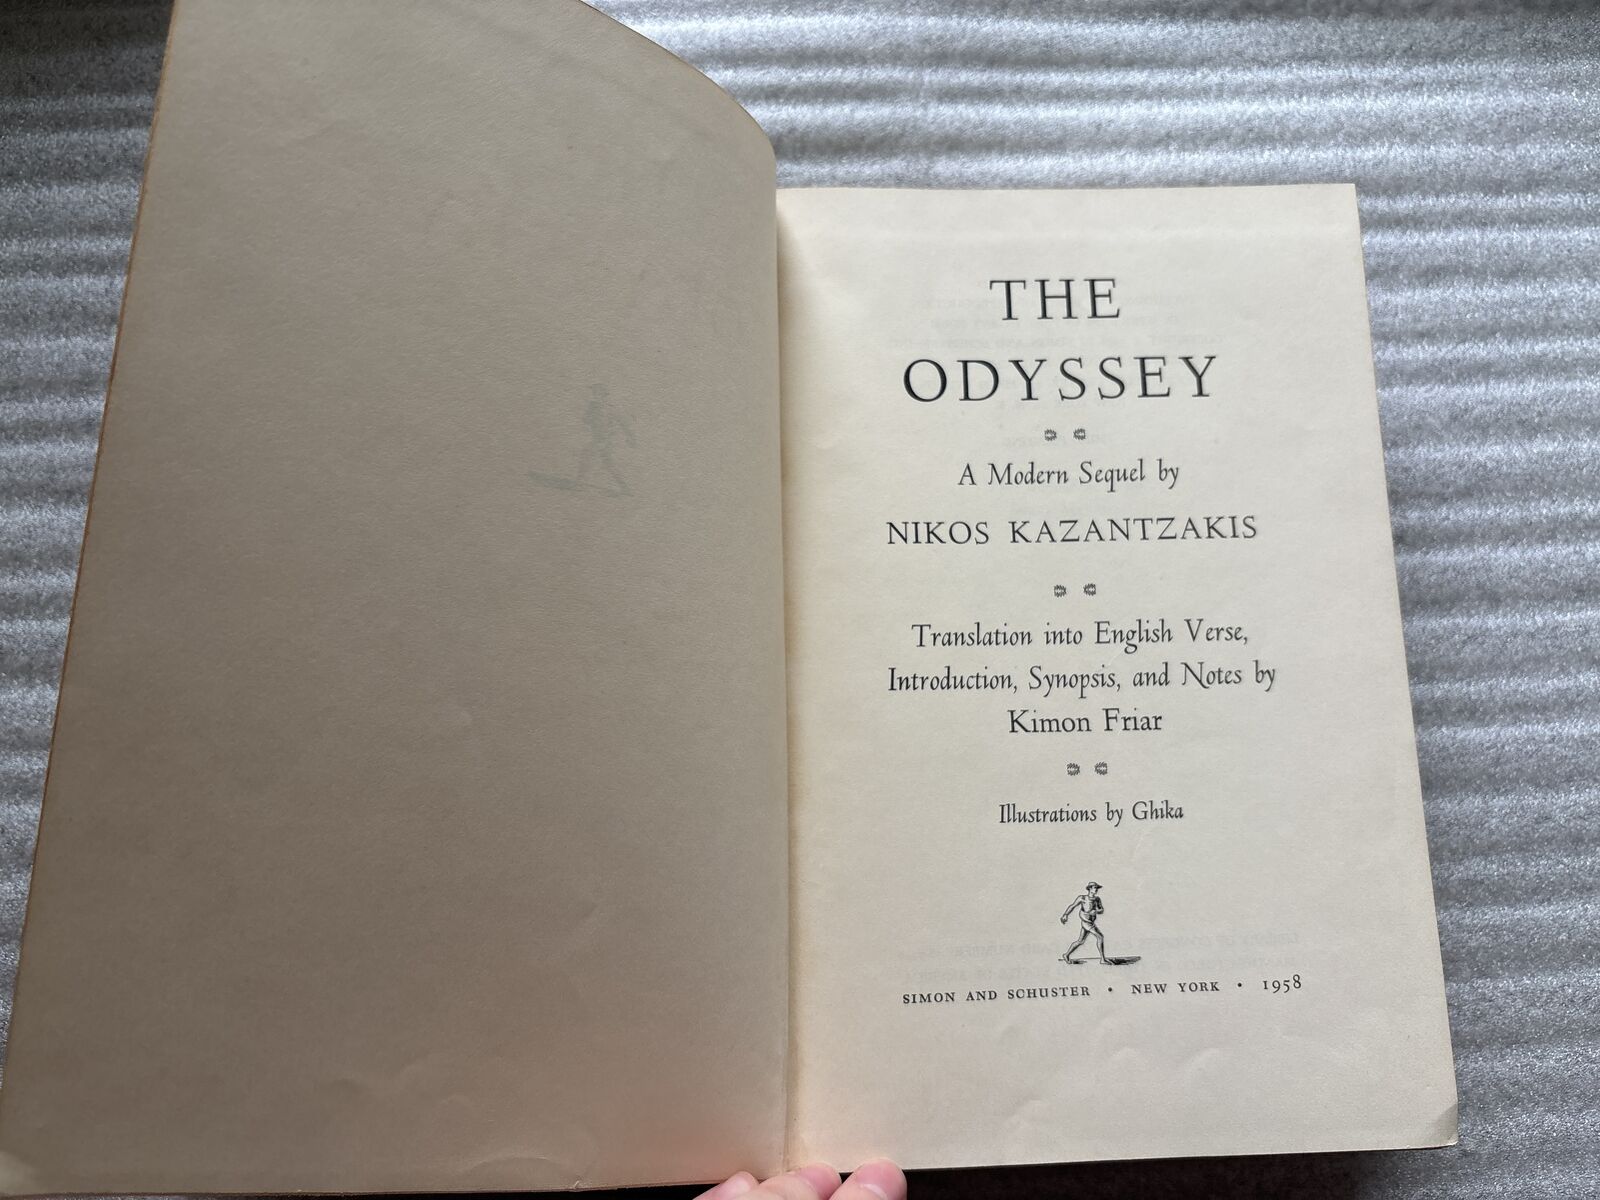 THE
ODYSSEY
A Modern Sequel by
NIKOS KAZANTZAKIS
Translation into English Verse,
Introduction, Synopsis, and Notes by
Kimon Friar
Illustrations by Ghika
SIMON AND SCHUSTER • NEW YORK • 1958